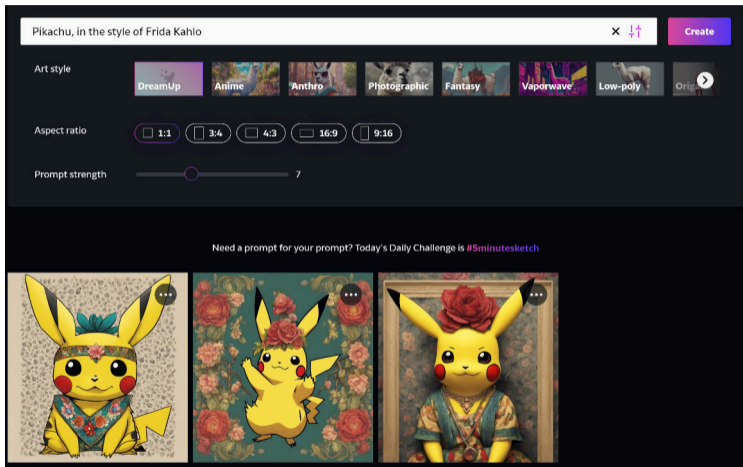 Pikachu, in the style of Frida Kahlo
Create
Art style
DreamUp
Anime
Anthro
Photographic
Fantasy
Vaporwave
Low-poly
Aspect ratio
1:1
3:4
4:3
16:9
9:16
Prompt strength
7
Need a prompt for your prompt? Today's Daily Challenge is #5minutesketch